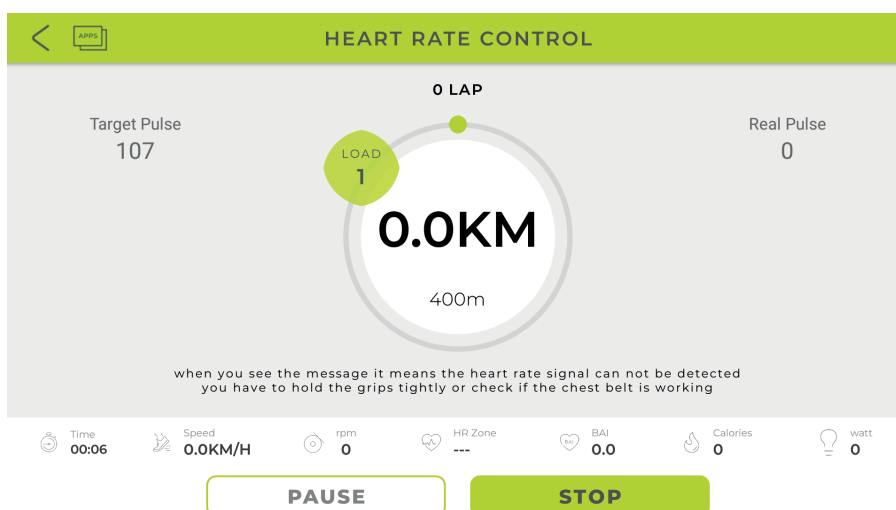 APPS
HEART RATE CONTROL
0 LAP
Target Pulse
107
Real Pulse
0
LOAD
1
0.0KM
400m
when you see the message it means the heart rate signal can not be detected
you have to hold the grips tightly or check if the chest belt is working
Time
00:06
Speed
0.0KM/H
rpm
0
HR Zone
---
BAI
BAI
0.0
Calories
0
watt
0
PAUSE
STOP